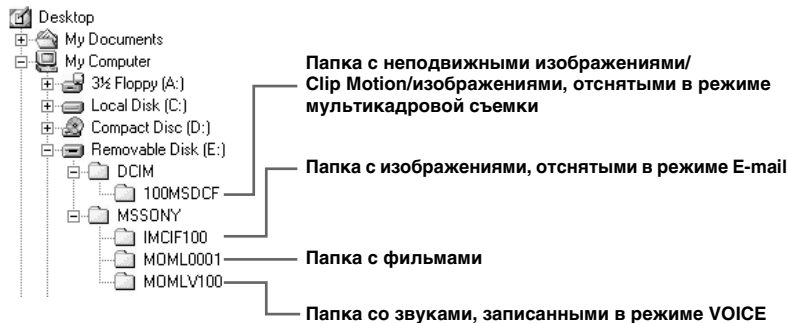 Desktop
My Documents
My Computer
3½ Floppy (A:)
Local Disk (C:)
Compact Disc (D:)
Removable Disk (E:)
DCIM
100MSDCF
MSSONY
IMCIF100
MOML0001
MOMLV100
Папка с неподвижными изображениями/
Clip Motion/изображениями, отснятыми в режиме
мультикадровой съемки
Папка с изображениями, отснятыми в режиме E-mail
Папка с фильмами
Папка со звуками, записанными в режиме VOICE